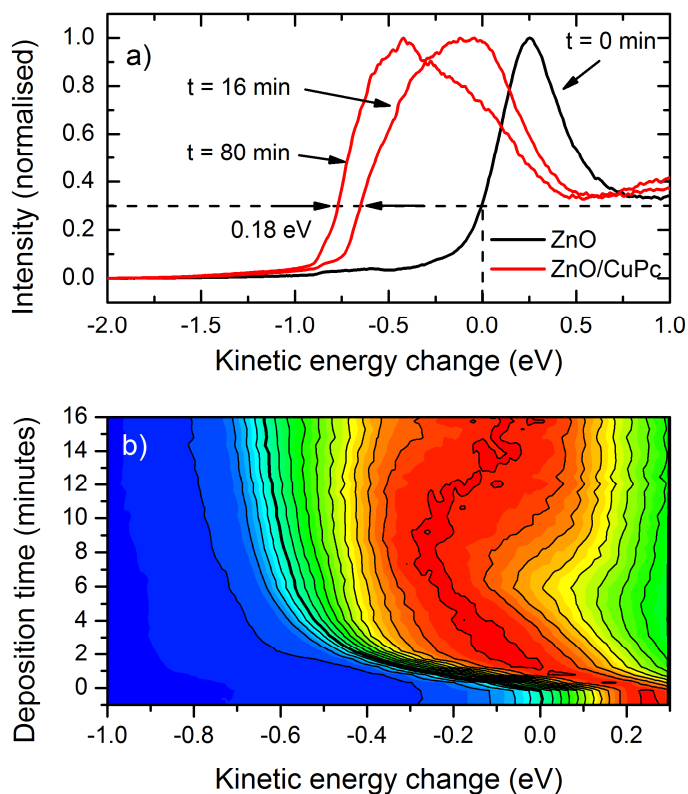 a)
t = 0 min
t = 16 min
t = 80 min
0.18 eV
ZnO
ZnO/CuPc
Intensity (normalised)
1.0
0.8
0.6
0.4
0.2
0.0
-2.0 -1.5 -1.0 -0.5 0.0 0.5 1.0
Kinetic energy change (eV)
b)
Deposition time (minutes)
16
14
12
10
8
6
4
2
0
-1.0 -0.8 -0.6 -0.4 -0.2 0.0 0.2
Kinetic energy change (eV)